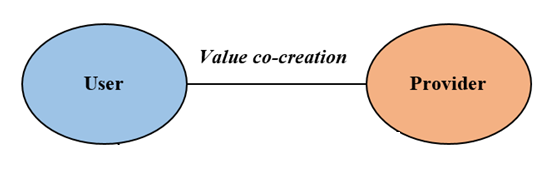 Value co-creation
User
Provider